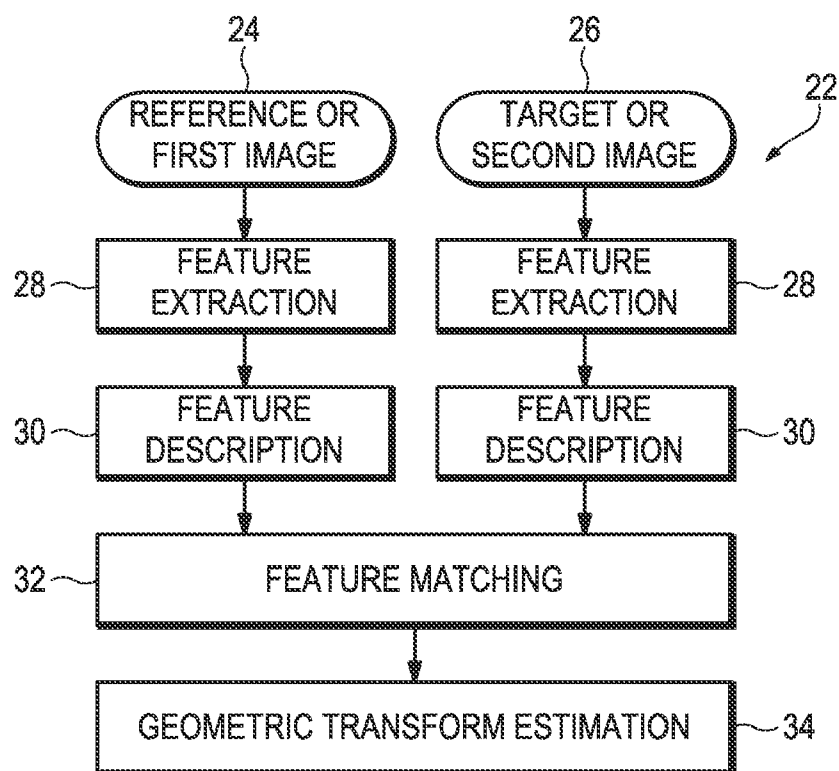 24
26
22
REFERENCE OR
FIRST IMAGE
TARGET OR
SECOND IMAGE
28
FEATURE
EXTRACTION
FEATURE
EXTRACTION
28
30
FEATURE
DESCRIPTION
FEATURE
DESCRIPTION
30
32
FEATURE MATCHING
GEOMETRIC TRANSFORM ESTIMATION
34